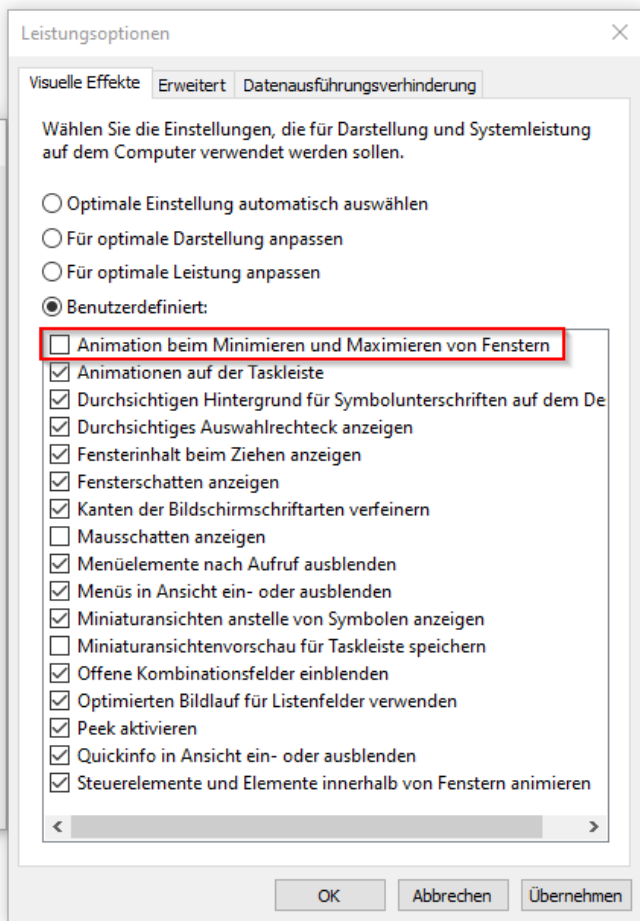 Leistungsoptionen
Visuelle Effekte Erweitert Datenausführungsverhinderung
Wählen Sie die Einstellungen, die für Darstellung und Systemleistung
auf dem Computer verwendet werden sollen.
Optimale Einstellung automatisch auswählen
Für optimale Darstellung anpassen
Für optimale Leistung anpassen
Benutzerdefiniert:
Animation beim Minimieren und Maximieren von Fenstern
Animationen auf der Taskleiste
Durchsichtigen Hintergrund für Symbolunterschriften auf dem De
Durchsichtiges Auswahlrechteck anzeigen
Fensterinhalt beim Ziehen anzeigen
Fensterschatten anzeigen
Kanten der Bildschirmschriftarten verfeinern
Mausschatten anzeigen
Menüelemente nach Aufruf ausblenden
Menüs in Ansicht ein- oder ausblenden
Miniaturansichten anstelle von Symbolen anzeigen
Miniaturansichtenvorschau für Taskleiste speichern
Offene Kombinationsfelder einblenden
Optimierten Bildlauf für Listenfelder verwenden
Peek aktivieren
Quickinfo in Ansicht ein- oder ausblenden
Steuerelemente und Elemente innerhalb von Fenstern animieren
OK Abbrechen Übernehmen